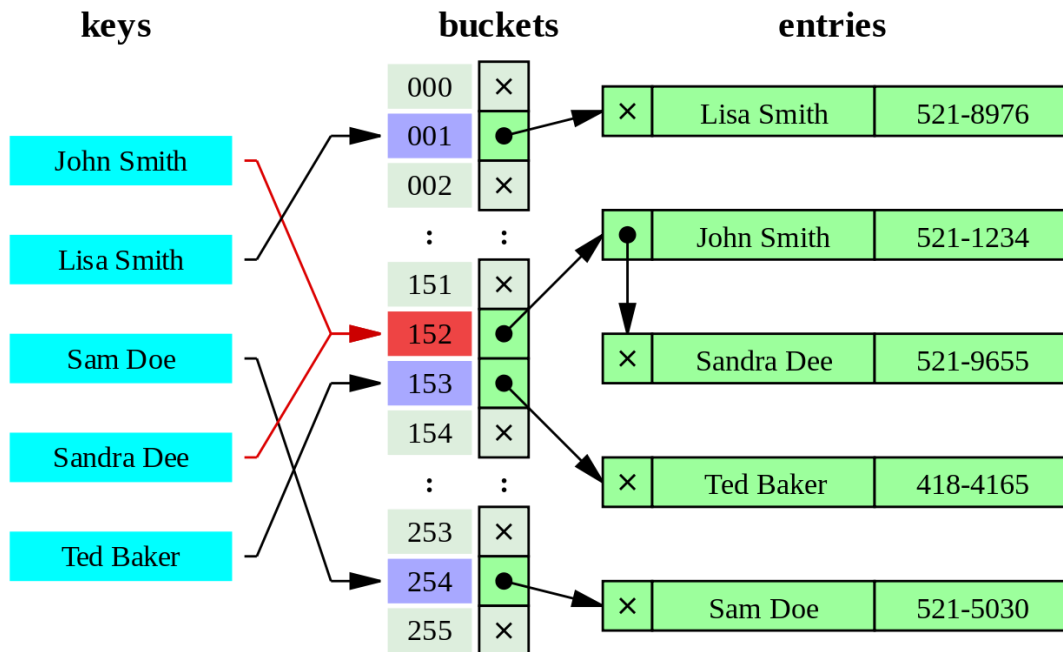 keys
buckets
entries
John Smith
Lisa Smith
Sam Doe
Sandra Dee
Ted Baker
000 ×
001
002 ×
: :
151 ×
152
153
154 ×
: :
253 ×
254
255 ×
× Lisa Smith 521-8976
John Smith 521-1234
× Sandra Dee 521-9655
× Ted Baker 418-4165
× Sam Doe 521-5030